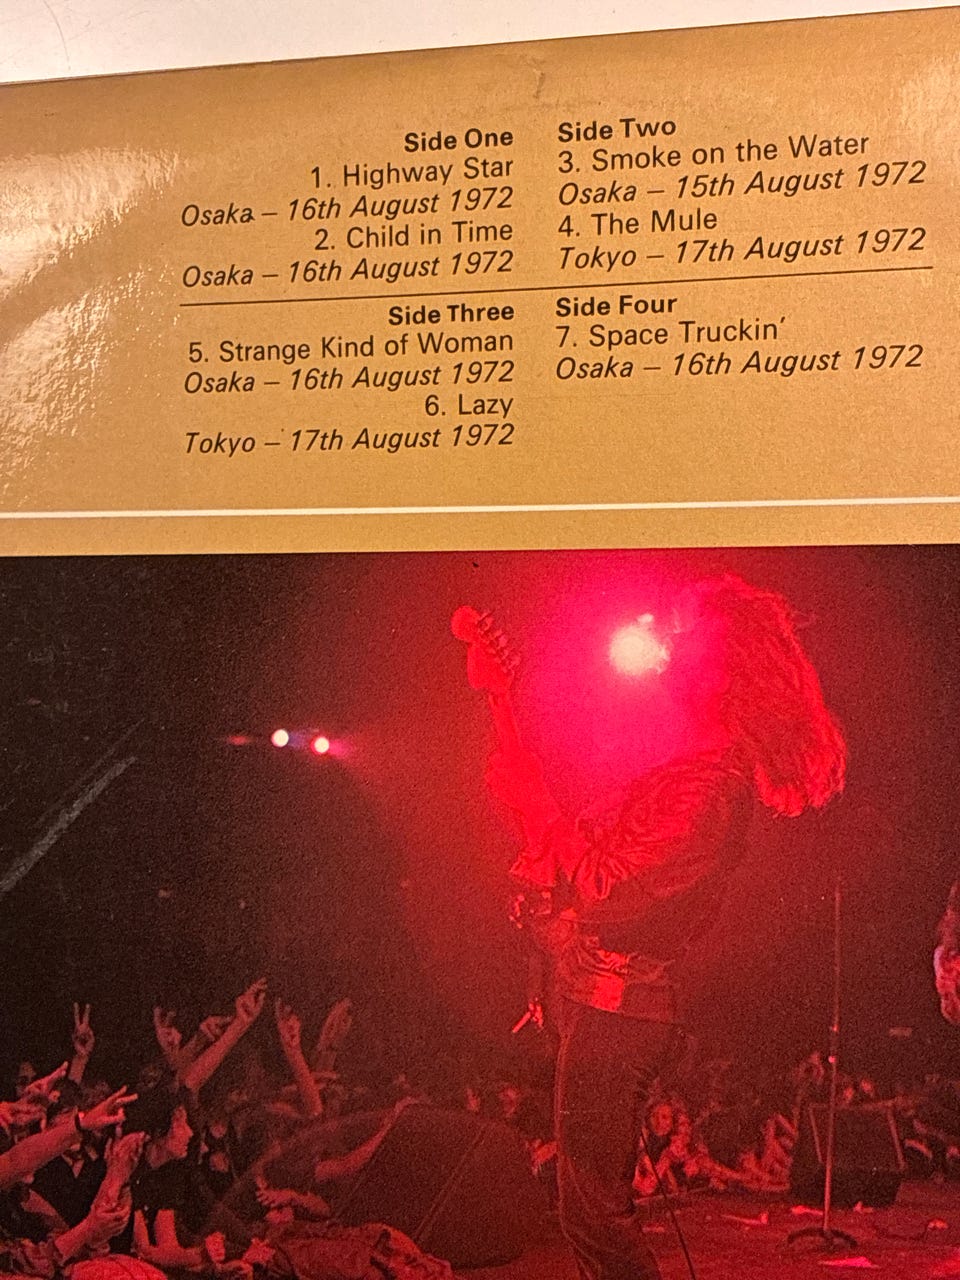 Side One
1. Highway Star
Osaka – 16th August 1972
2. Child in Time
Osaka – 16th August 1972
Side Two
3. Smoke on the Water
Osaka – 15th August 1972
4. The Mule
Tokyo – 17th August 1972
Side Three
5. Strange Kind of Woman
Osaka – 16th August 1972
6. Lazy
Tokyo – 17th August 1972
Side Four
7. Space Truckin'
Osaka – 16th August 1972